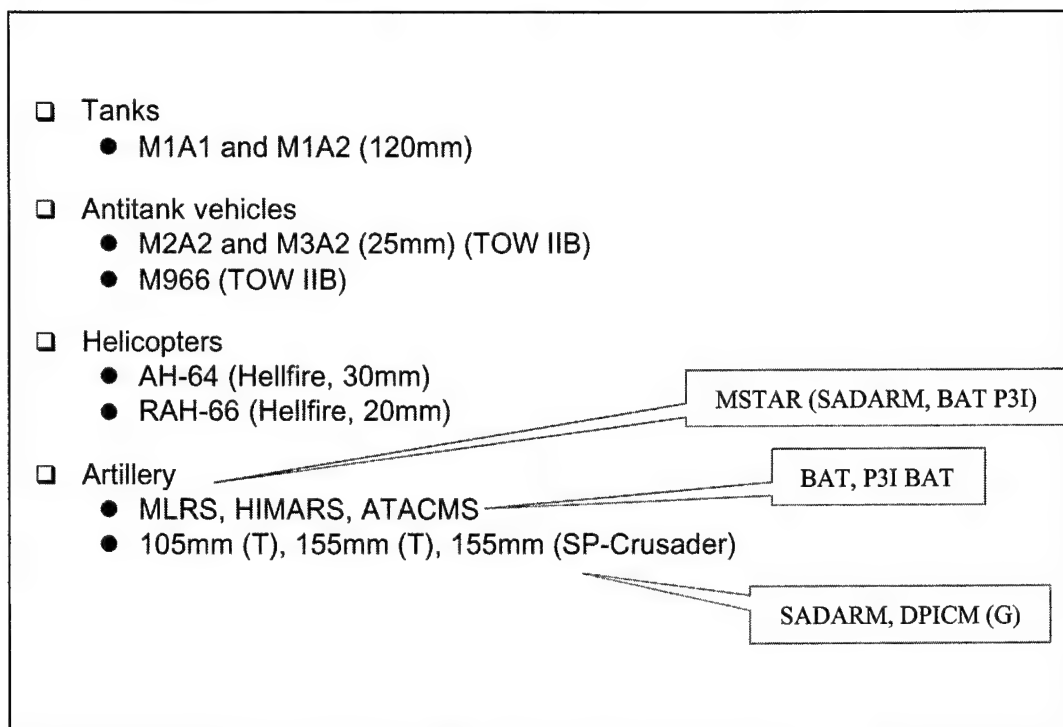 Tanks
M1A1 and M1A2 (120mm)
Antitank vehicles
M2A2 and M3A2 (25mm) (TOW IIB)
M966 (TOW IIB)
Helicopters
AH-64 (Hellfire, 30mm)
RAH-66 (Hellfire, 20mm)
MSTAR (SADARM, BAT P3I)
Artillery
BAT, P3I BAT
MLRS, HIMARS, ATACMS
105mm (T), 155mm (T), 155mm (SP-Crusader)
SADARM, DPICM (G)